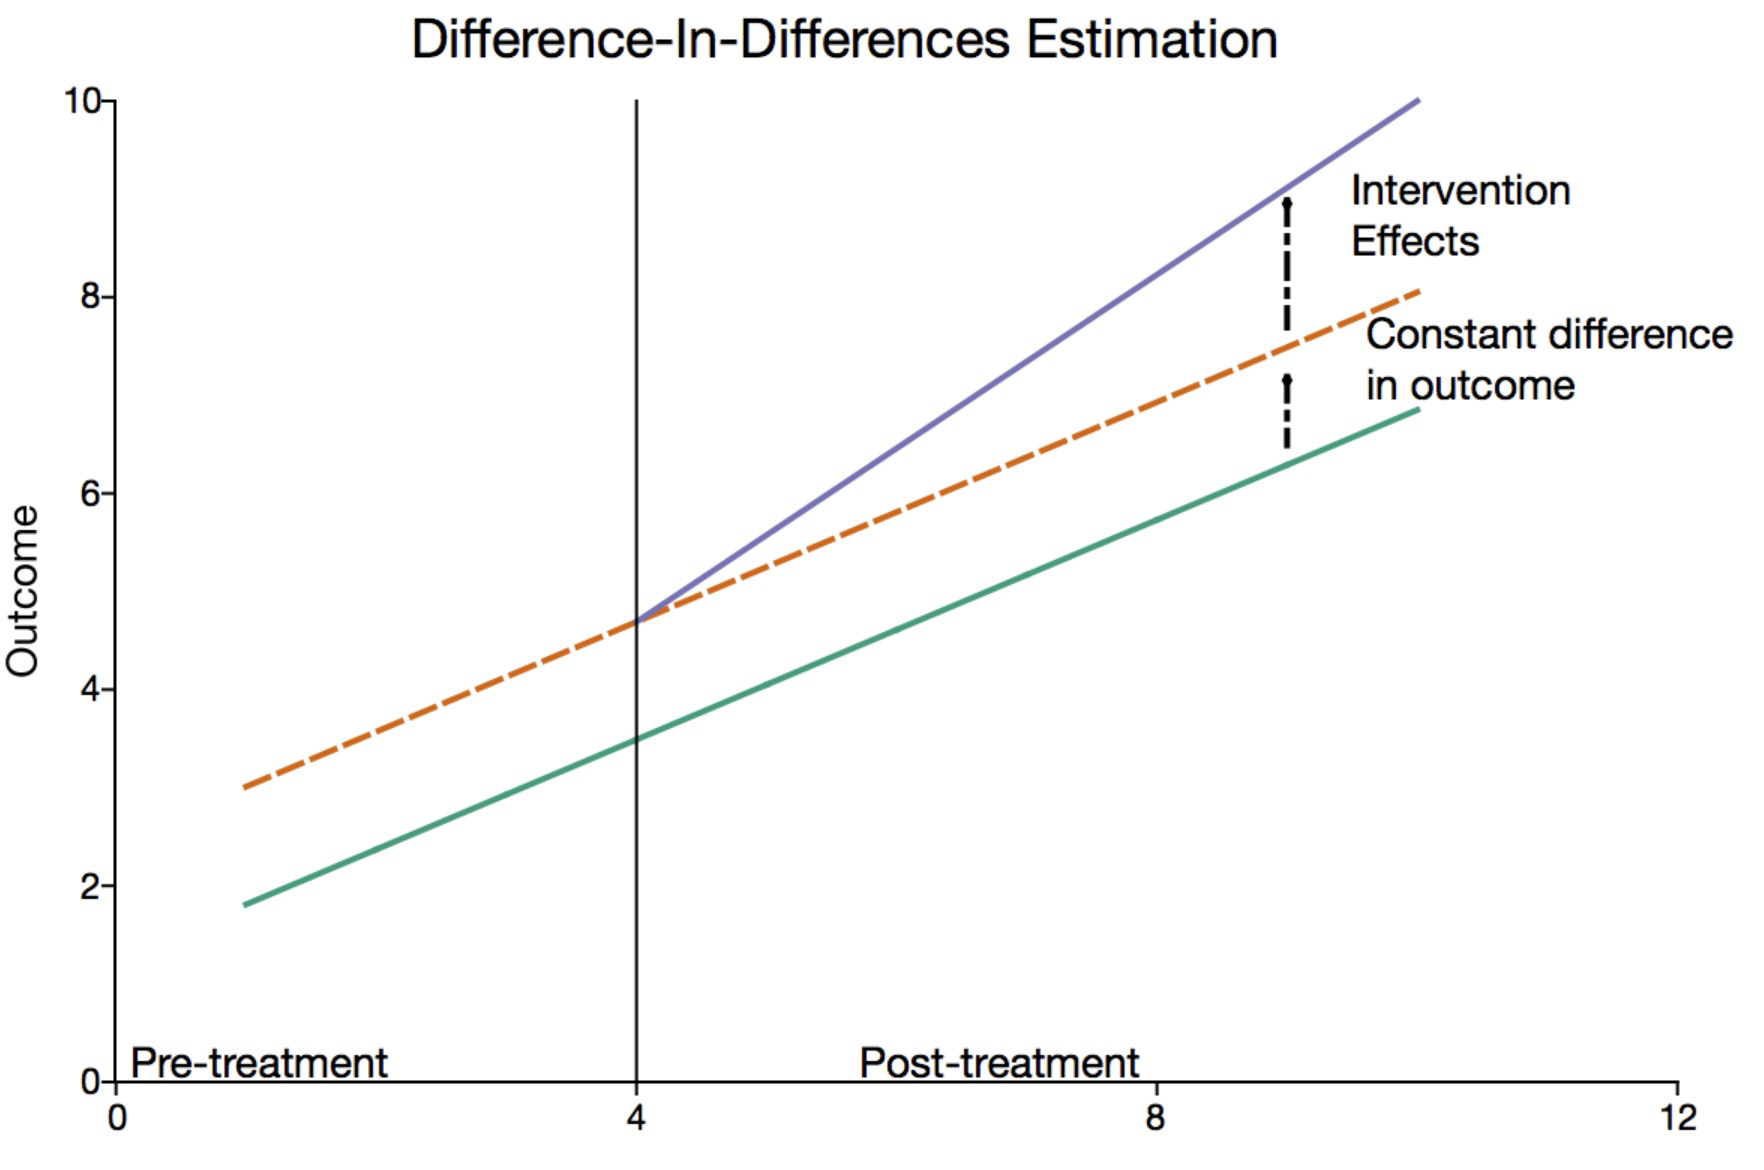 Difference-In-Differences Estimation
10
8
6
4
2
0
Outcome
Intervention
Effects
Constant difference
in outcome
Pre-treatment
Post-treatment
0
4
8
12